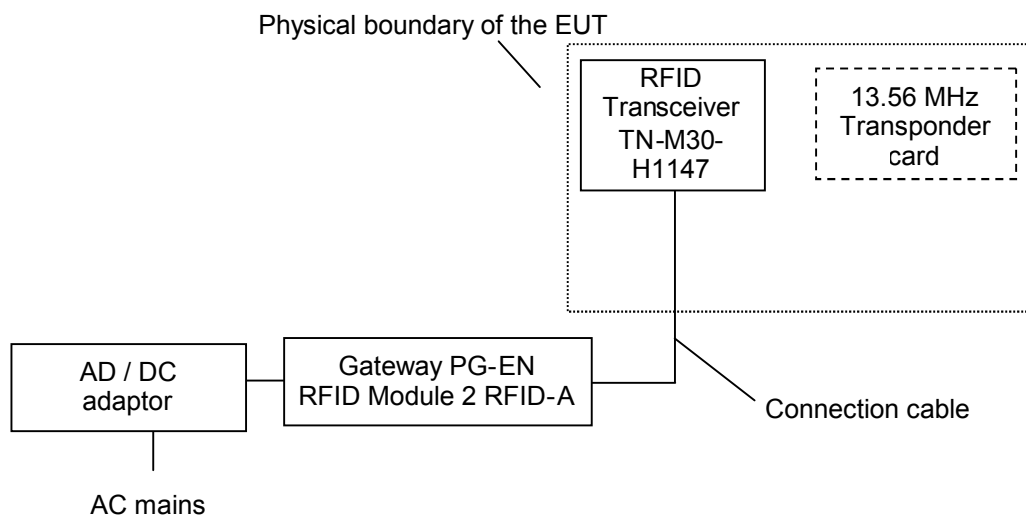 Physical boundary of the EUT
RFID
Transceiver
TN-M30-
H1147
13.56 MHz
Transponder
card
AD / DC
adaptor
Gateway PG-EN
RFID Module 2 RFID-A
Connection cable
AC mains